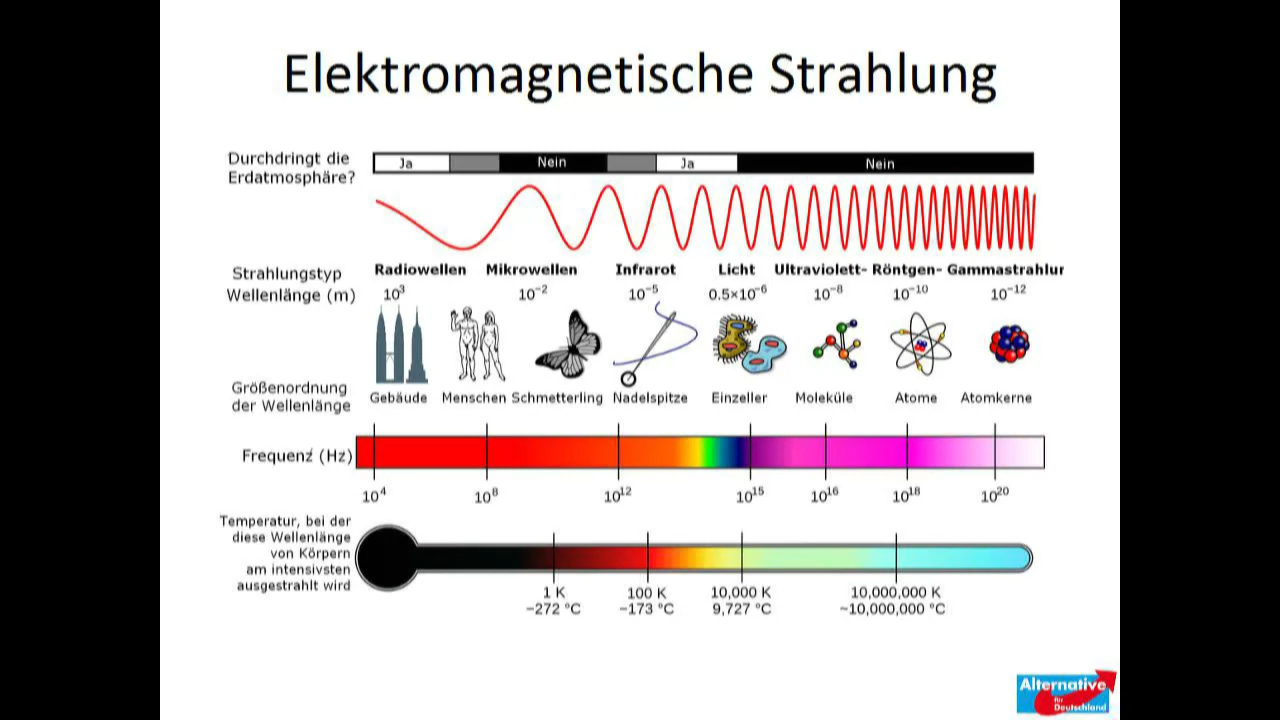 Elektromagnetische Strahlung
Durchdringt die
Erdatmosphäre?
Ja
Nein
Ja
Nein
Strahlungstyp
Radiowellen
Mikrowellen
Infrarot
Licht
Ultraviolett-
Röntgen-
Gammastrahlur
Wellenlänge (m)
10³
10⁻²
10⁻⁵
0.5×10⁻⁶
10⁻⁸
10⁻¹⁰
10⁻¹²
Größenordnung
der Wellenlänge
Gebäude
Menschen
Schmetterling
Nadelspitze
Einzeller
Moleküle
Atome
Atomkerne
Frequenz (Hz)
10⁴
10⁸
10¹²
10¹⁵
10¹⁶
10¹⁸
10²⁰
Temperatur, bei der
diese Wellenlänge
von Körpern
am intensivsten
ausgestrahlt wird
1 K
−272 °C
100 K
−173 °C
10,000 K
9,727 °C
10,000,000 K
~10,000,000 °C
Alternative
für
Deutschland